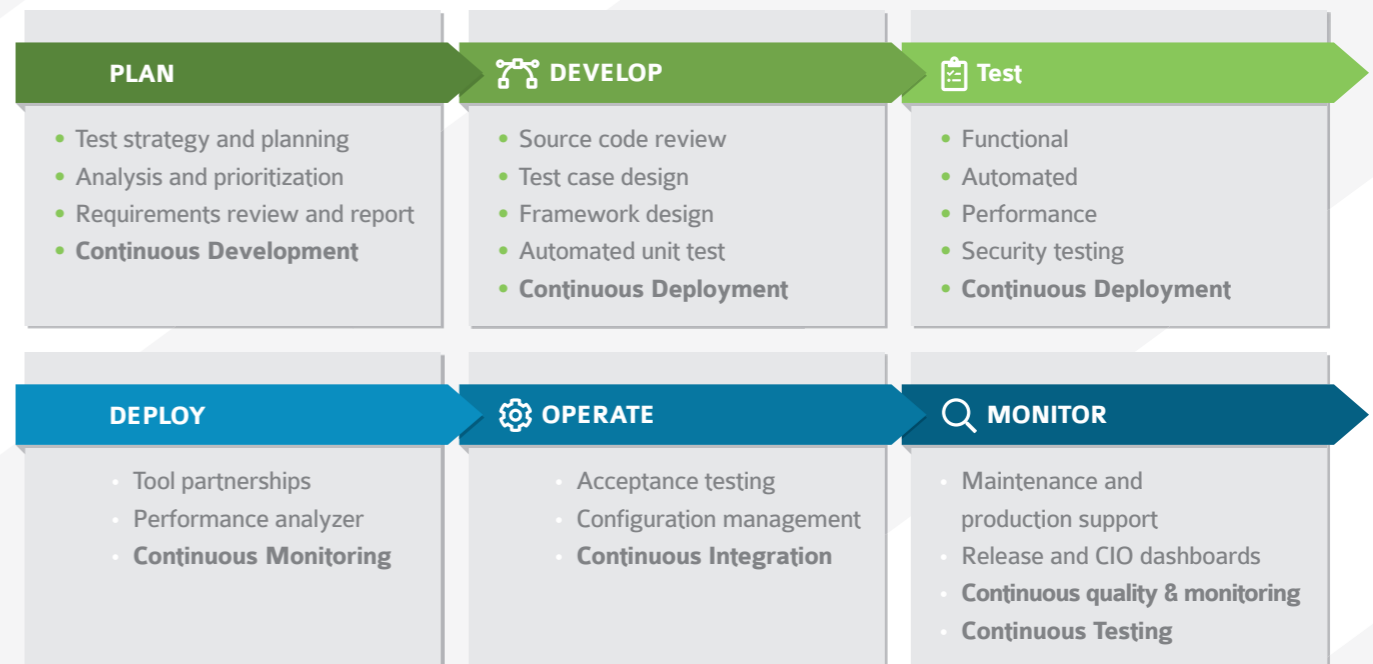 PLAN
• Test strategy and planning
• Analysis and prioritization
• Requirements review and report
• Continuous Development
DEVELOP
• Source code review
• Test case design
• Framework design
• Automated unit test
• Continuous Deployment
Test
• Functional
• Automated
• Performance
• Security testing
• Continuous Deployment
DEPLOY
• Tool partnerships
• Performance analyzer
• Continuous Monitoring
OPERATE
• Acceptance testing
• Configuration management
• Continuous Integration
MONITOR
• Maintenance and
production support
• Release and CIO dashboards
• Continuous quality & monitoring
• Continuous Testing